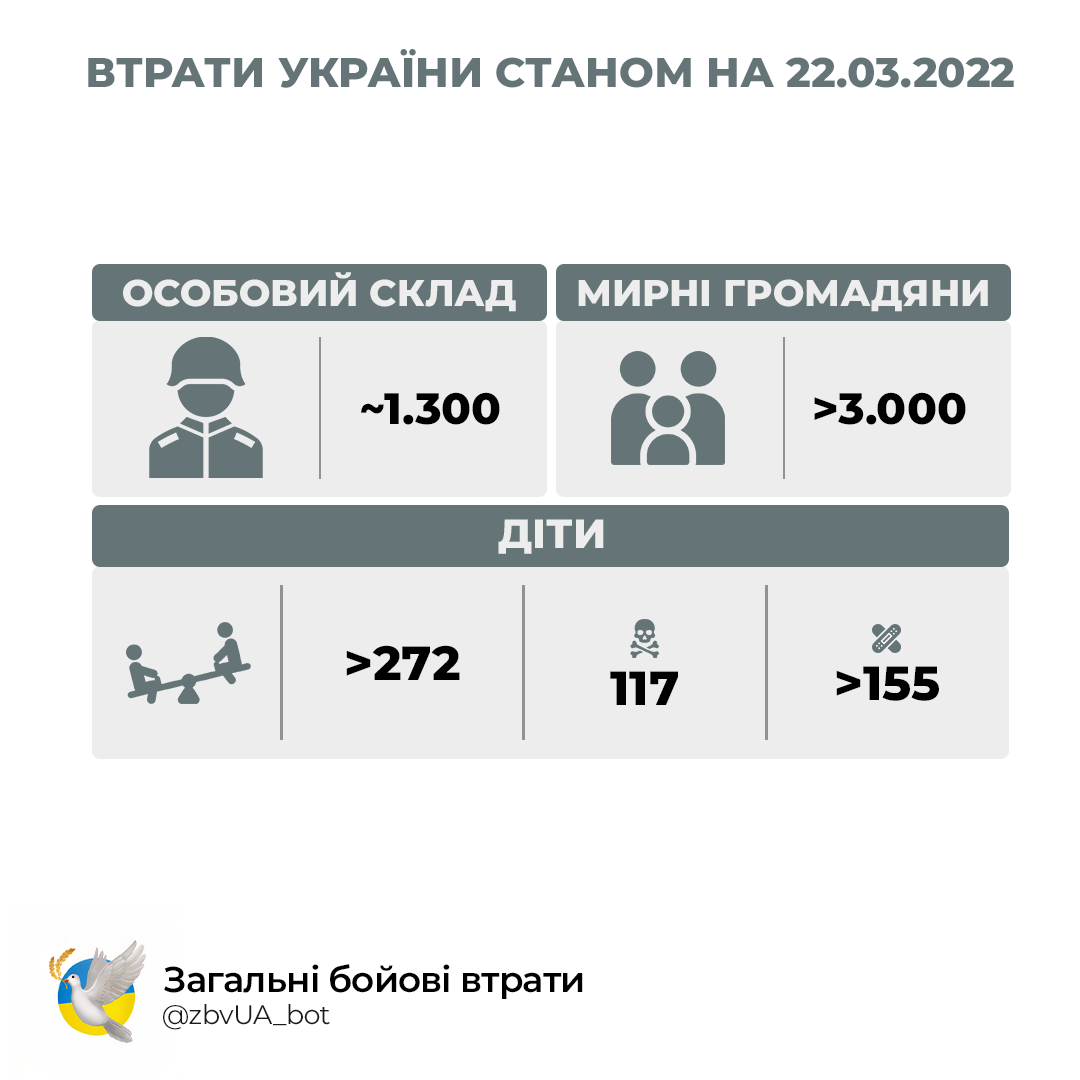 ВТРАТИ УКРАЇНИ СТАНОМ НА 22.03.2022
ОСОБОВИЙ СКЛАД
~1.300
МИРНІ ГРОМАДЯНИ
>3.000
ДІТИ
>272
117
>155
Загальні бойові втрати
@zbvUA_bot